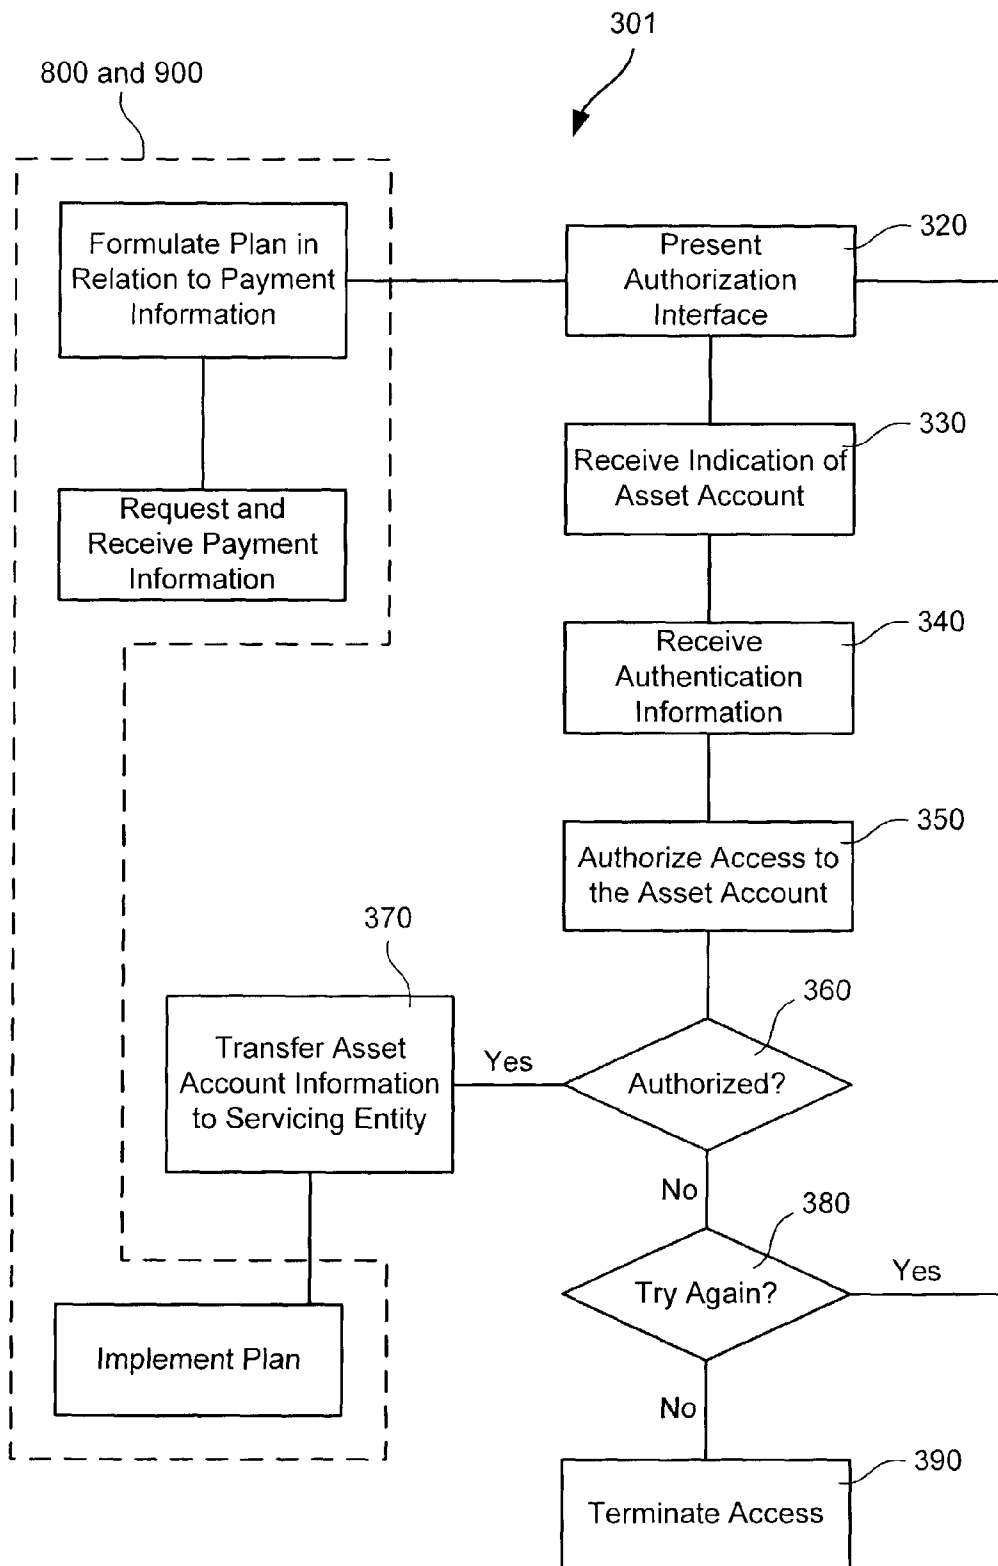 301
800 and 900
Formulate Plan in
Relation to Payment
Information
320
Present
Authorization
Interface
330
Receive Indication of
Asset Account
Request and
Receive Payment
Information
340
Receive
Authentication
Information
350
Authorize Access to
the Asset Account
370
360
Transfer Asset
Account Information
to Servicing Entity
Yes
Authorized?
No
380
Try Again?
Yes
Implement Plan
No
390
Terminate Access